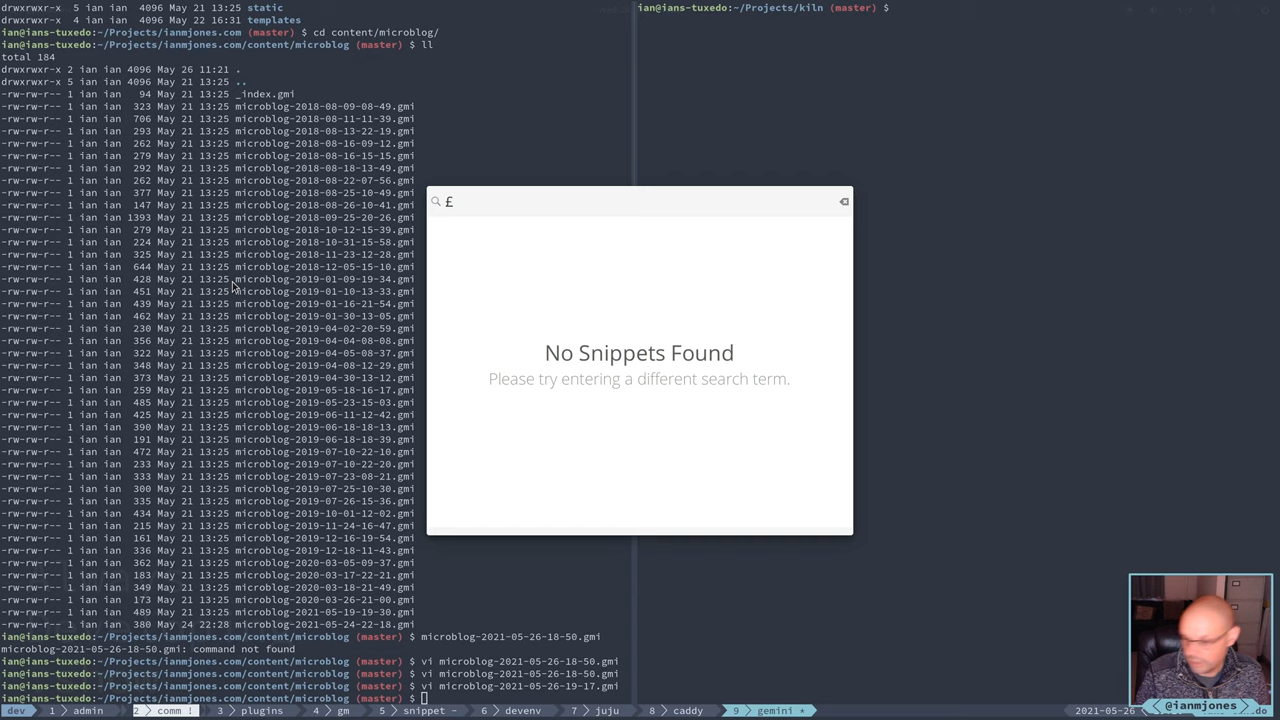 drwxrwxr-x 5 ian ian 4096 May 21 13:25 static
drwxrwxr-x 4 ian ian 4096 May 22 16:31 templates
ian@ians-tuxedo:~/Projects/ianmjones.com (master) $ cd content/microblog/
ian@ians-tuxedo:~/Projects/ianmjones.com/content/microblog (master) $ ll
total 184
drwxrwxr-x 2 ian ian 4096 May 26 11:21 .
drwxrwxr-x 5 ian ian 4096 May 21 13:25 ..
-rw-rw-r-- 1 ian ian 94 May 21 13:25 _index.gmi
-rw-rw-r-- 1 ian ian 323 May 21 13:25 microblog-2018-08-09-08-49.gmi
-rw-rw-r-- 1 ian ian 706 May 21 13:25 microblog-2018-08-11-11-39.gmi
-rw-rw-r-- 1 ian ian 293 May 21 13:25 microblog-2018-08-13-22-19.gmi
-rw-rw-r-- 1 ian ian 262 May 21 13:25 microblog-2018-08-16-09-12.gmi
-rw-rw-r-- 1 ian ian 279 May 21 13:25 microblog-2018-08-16-15-15.gmi
-rw-rw-r-- 1 ian ian 292 May 21 13:25 microblog-2018-08-18-13-49.gmi
-rw-rw-r-- 1 ian ian 262 May 21 13:25 microblog-2018-08-22-07-56.gmi
-rw-rw-r-- 1 ian ian 377 May 21 13:25 microblog-2018-08-25-10-49.gmi
-rw-rw-r-- 1 ian ian 147 May 21 13:25 microblog-2018-08-26-10-41.gmi
-rw-rw-r-- 1 ian ian 1393 May 21 13:25 microblog-2018-09-25-20-26.gmi
-rw-rw-r-- 1 ian ian 279 May 21 13:25 microblog-2018-10-12-15-39.gmi
-rw-rw-r-- 1 ian ian 224 May 21 13:25 microblog-2018-10-31-15-58.gmi
-rw-rw-r-- 1 ian ian 325 May 21 13:25 microblog-2018-11-23-12-28.gmi
-rw-rw-r-- 1 ian ian 644 May 21 13:25 microblog-2018-12-05-15-10.gmi
-rw-rw-r-- 1 ian ian 428 May 21 13:25 microblog-2019-01-09-19-34.gmi
-rw-rw-r-- 1 ian ian 451 May 21 13:25 microblog-2019-01-10-13-33.gmi
-rw-rw-r-- 1 ian ian 439 May 21 13:25 microblog-2019-01-16-21-54.gmi
-rw-rw-r-- 1 ian ian 462 May 21 13:25 microblog-2019-01-30-13-05.gmi
-rw-rw-r-- 1 ian ian 230 May 21 13:25 microblog-2019-04-02-20-59.gmi
-rw-rw-r-- 1 ian ian 356 May 21 13:25 microblog-2019-04-04-08-08.gmi
-rw-rw-r-- 1 ian ian 322 May 21 13:25 microblog-2019-04-05-08-37.gmi
-rw-rw-r-- 1 ian ian 348 May 21 13:25 microblog-2019-04-08-12-29.gmi
-rw-rw-r-- 1 ian ian 373 May 21 13:25 microblog-2019-04-30-13-12.gmi
-rw-rw-r-- 1 ian ian 259 May 21 13:25 microblog-2019-05-18-16-17.gmi
-rw-rw-r-- 1 ian ian 485 May 21 13:25 microblog-2019-05-23-15-03.gmi
-rw-rw-r-- 1 ian ian 425 May 21 13:25 microblog-2019-06-11-12-42.gmi
-rw-rw-r-- 1 ian ian 390 May 21 13:25 microblog-2019-06-18-18-13.gmi
-rw-rw-r-- 1 ian ian 191 May 21 13:25 microblog-2019-06-18-18-39.gmi
-rw-rw-r-- 1 ian ian 472 May 21 13:25 microblog-2019-07-10-22-10.gmi
-rw-rw-r-- 1 ian ian 233 May 21 13:25 microblog-2019-07-10-22-20.gmi
-rw-rw-r-- 1 ian ian 333 May 21 13:25 microblog-2019-07-23-08-21.gmi
-rw-rw-r-- 1 ian ian 300 May 21 13:25 microblog-2019-07-25-10-30.gmi
-rw-rw-r-- 1 ian ian 335 May 21 13:25 microblog-2019-07-26-15-36.gmi
-rw-rw-r-- 1 ian ian 434 May 21 13:25 microblog-2019-10-01-12-02.gmi
-rw-rw-r-- 1 ian ian 215 May 21 13:25 microblog-2019-11-24-16-47.gmi
-rw-rw-r-- 1 ian ian 161 May 21 13:25 microblog-2019-12-16-19-54.gmi
-rw-rw-r-- 1 ian ian 336 May 21 13:25 microblog-2019-12-18-11-43.gmi
-rw-rw-r-- 1 ian ian 362 May 21 13:25 microblog-2020-03-05-09-37.gmi
-rw-rw-r-- 1 ian ian 183 May 21 13:25 microblog-2020-03-17-22-21.gmi
-rw-rw-r-- 1 ian ian 349 May 21 13:25 microblog-2020-03-18-21-49.gmi
-rw-rw-r-- 1 ian ian 173 May 21 13:25 microblog-2020-03-26-21-00.gmi
-rw-rw-r-- 1 ian ian 489 May 21 13:25 microblog-2021-05-19-19-30.gmi
-rw-rw-r-- 1 ian ian 380 May 24 22:28 microblog-2021-05-24-22-18.gmi
ian@ians-tuxedo:~/Projects/ianmjones.com/content/microblog (master) $ microblog-2021-05-26-18-50.gmi
microblog-2021-05-26-18-50.gmi: command not found
ian@ians-tuxedo:~/Projects/ianmjones.com/content/microblog (master) $ vi microblog-2021-05-26-18-50.gmi
ian@ians-tuxedo:~/Projects/ianmjones.com/content/microblog (master) $ vi microblog-2021-05-26-18-50.gmi
ian@ians-tuxedo:~/Projects/ianmjones.com/content/microblog (master) $ vi microblog-2021-05-26-19-17.gmi
ian@ians-tuxedo:~/Projects/ianmjones.com/content/microblog (master) $
ian@ians-tuxedo:~/Projects/kiln (master) $
£
No Snippets Found
Please try entering a different search term.
dev 1 admin 2 comm ! 3 plugins 4 gm 5 snippet - 6 devenv 7 juju 8 caddy 9 gemini * 2021-05-26
@ianmjones